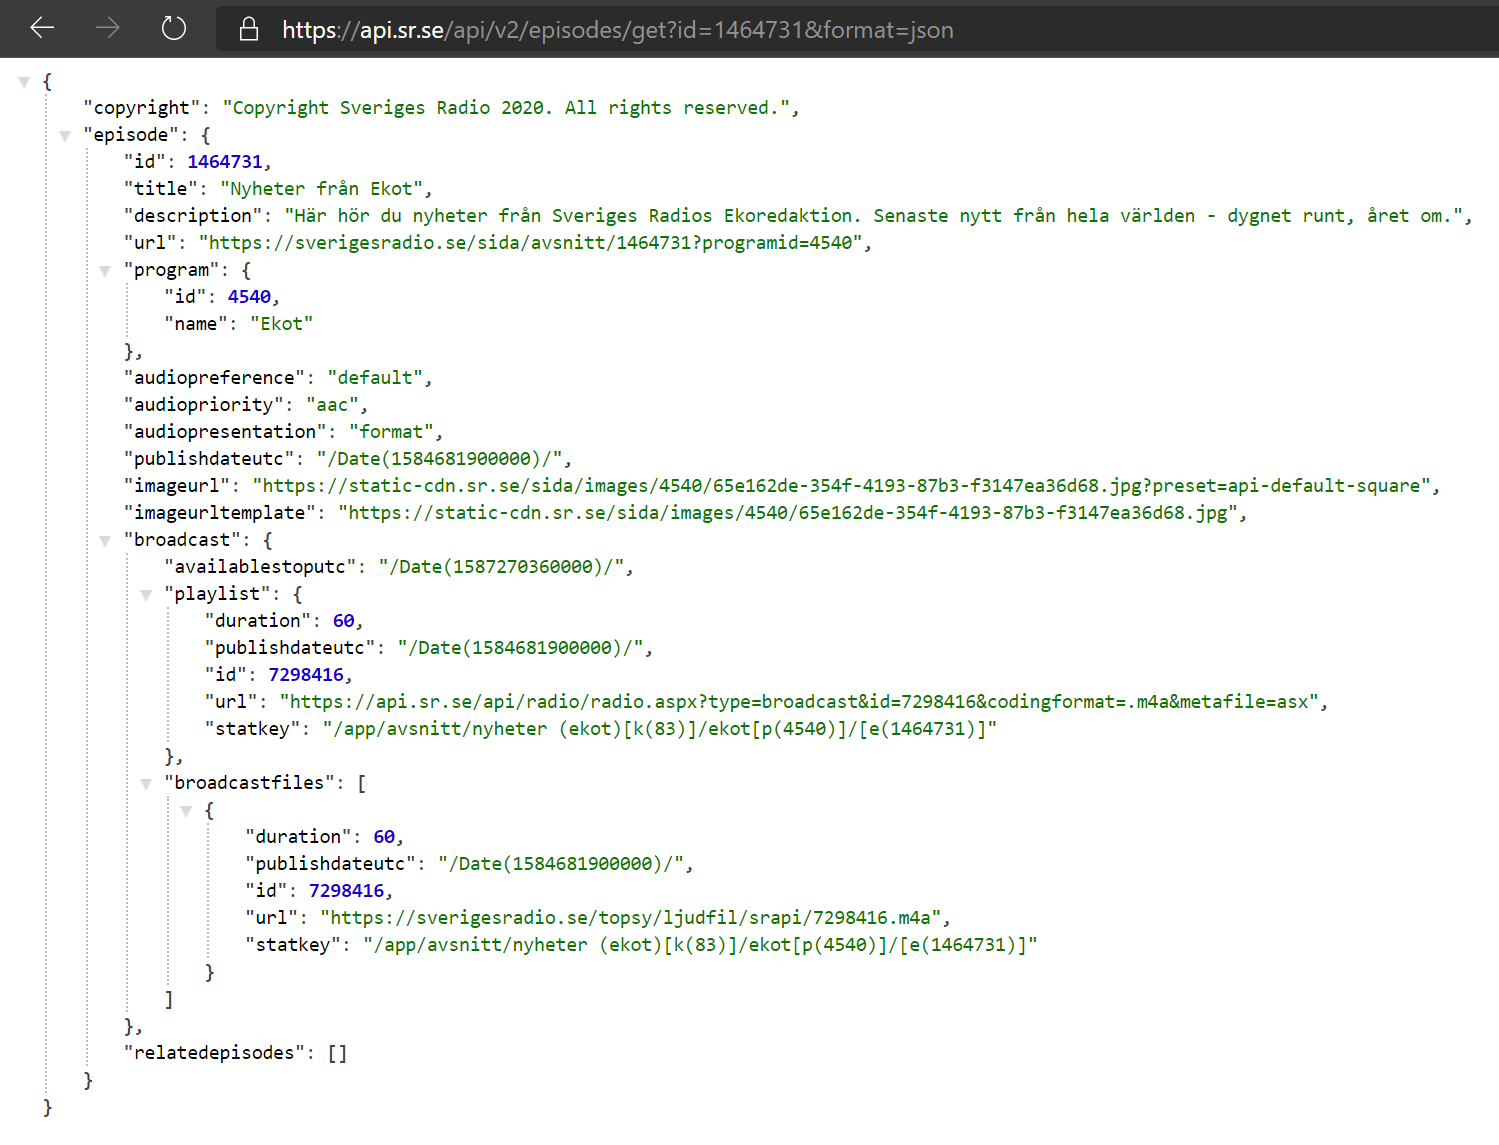 https://api.sr.se/api/v2/episodes/get?id=1464731&format=json
{
"copyright": "Copyright Sveriges Radio 2020. All rights reserved.",
"episode": {
"id": 1464731,
"title": "Nyheter från Ekot",
"description": "Här hör du nyheter från Sveriges Radios Ekoredaktion. Senaste nytt från hela världen - dygnet runt, året om.",
"url": "https://sverigesradio.se/sida/avsnitt/1464731?programid=4540",
"program": {
"id": 4540,
"name": "Ekot"
},
"audiopreference": "default",
"audiopriority": "aac",
"audiopresentation": "format",
"publishdateutc": "/Date(1584681900000)/",
"imageurl": "https://static-cdn.sr.se/sida/images/4540/65e162de-354f-4193-87b3-f3147ea36d68.jpg?preset=api-default-square",
"imageurltemplate": "https://static-cdn.sr.se/sida/images/4540/65e162de-354f-4193-87b3-f3147ea36d68.jpg",
"broadcast": {
"availablestoputc": "/Date(1587270360000)/",
"playlist": {
"duration": 60,
"publishdateutc": "/Date(1584681900000)/",
"id": 7298416,
"url": "https://api.sr.se/api/radio/radio.aspx?type=broadcast&id=7298416&codingformat=.m4a&metafile=asx",
"statkey": "/app/avsnitt/nyheter (ekot)[k(83)]/ekot[p(4540)]/[e(1464731)]"
},
"broadcastfiles": [
{
"duration": 60,
"publishdateutc": "/Date(1584681900000)/",
"id": 7298416,
"url": "https://sverigesradio.se/topsy/ljudfil/srapi/7298416.m4a",
"statkey": "/app/avsnitt/nyheter (ekot)[k(83)]/ekot[p(4540)]/[e(1464731)]"
}
]
},
"relatedepisodes": []
}
}